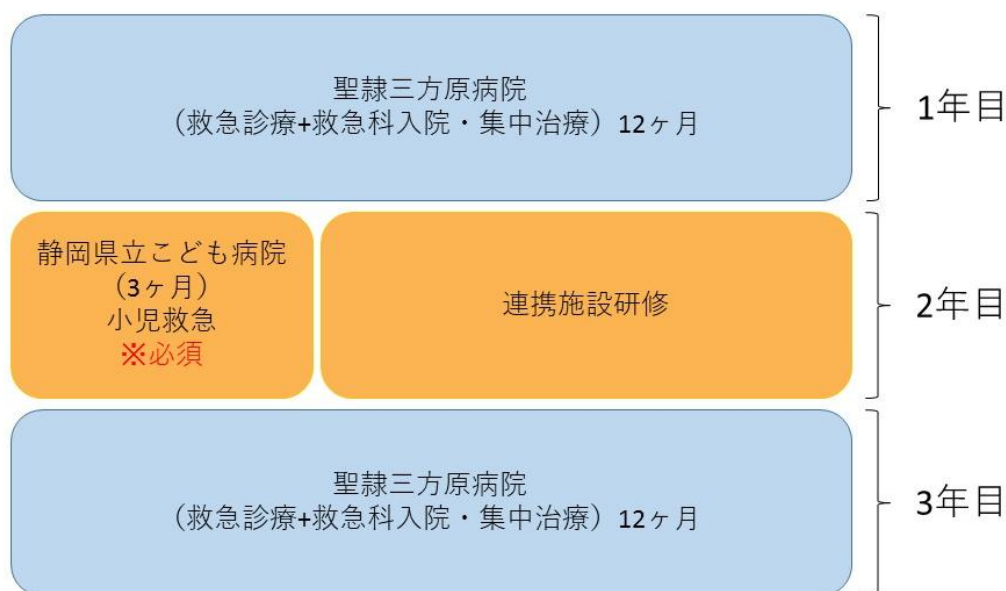 聖隷三方原病院
(救急診療+救急科入院・集中治療)12ヶ月
1年目
静岡県立こども病院
(3ヶ月)
小児救急
※必須
連携施設研修
2年目
聖隷三方原病院
(救急診療+救急科入院・集中治療)12ヶ月
3年目